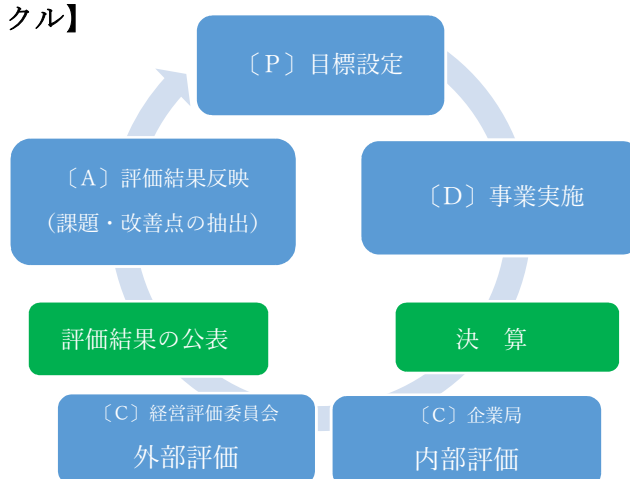 クル】
〔P〕目標設定
〔D〕事業実施
決　算
〔C〕企業局
内部評価
〔C〕経営評価委員会
外部評価
評価結果の公表
〔A〕評価結果反映
（課題・改善点の抽出）